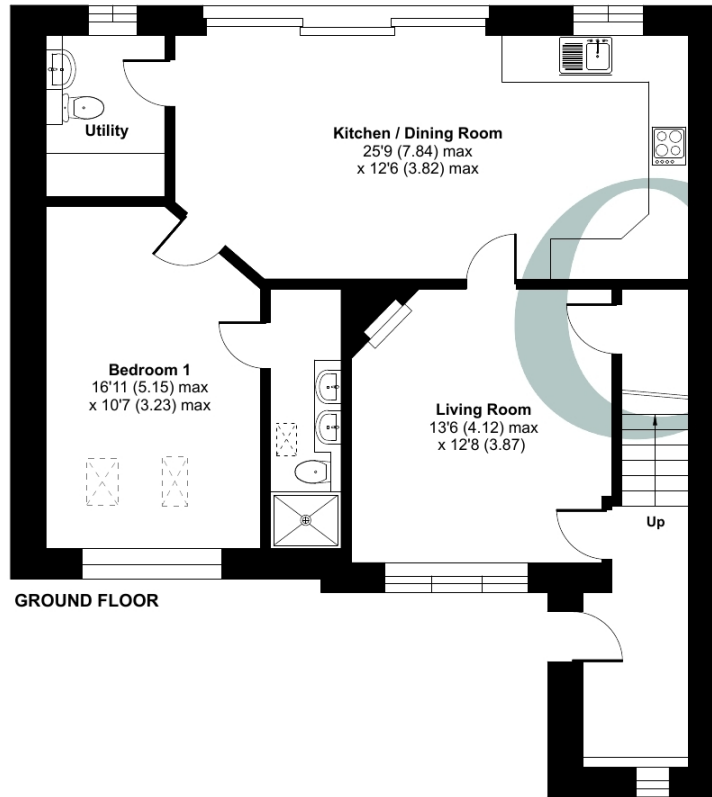 Utility
Kitchen / Dining Room
25'9 (7.84) max
x 12'6 (3.82) max
Bedroom 1
16'11 (5.15) max
x 10'7 (3.23) max
Living Room
13'6 (4.12) max
x 12'8 (3.87)
Up
GROUND FLOOR